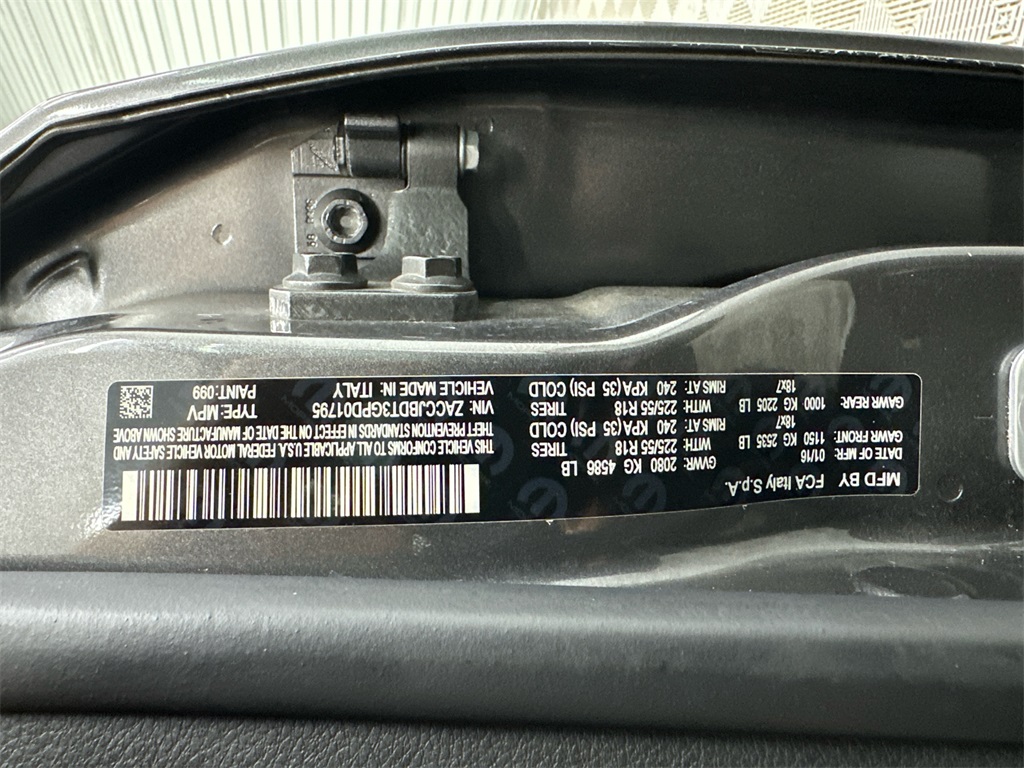 MFD BY FCA Italy S.p.A.
DATE OF MFR: 01/16 GVWR: 2080 KG 4586 LB
GAWR FRONT: 1150 KG 2535 LB WITH: 225/55 R18 TIRES
18x7 RIMS AT: 240 KPA(35 PSI) COLD
GAWR REAR: 1000 KG 2205 LB WITH: 225/55 R18 TIRES
18x7 RIMS AT: 240 KPA(35 PSI) COLD
THIS VEHICLE CONFORMS TO ALL APPLICABLE U.S.A. FEDERAL MOTOR VEHICLE SAFETY AND
THEFT PREVENTION STANDARDS IN EFFECT ON THE DATE OF MANUFACTURE SHOWN ABOVE
VIN: ZACCJBDT3GPD01795 TYPE: MPV
VEHICLE MADE IN: ITALY PAINT: 099